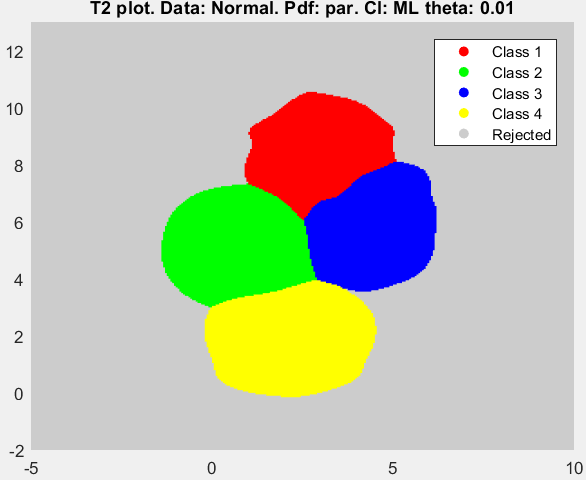 T2 plot. Data: Normal. Pdf: par. Cl: ML theta: 0.01
12
10
8
6
4
2
0
-2
-5
0
5
10
Class 1
Class 2
Class 3
Class 4
Rejected